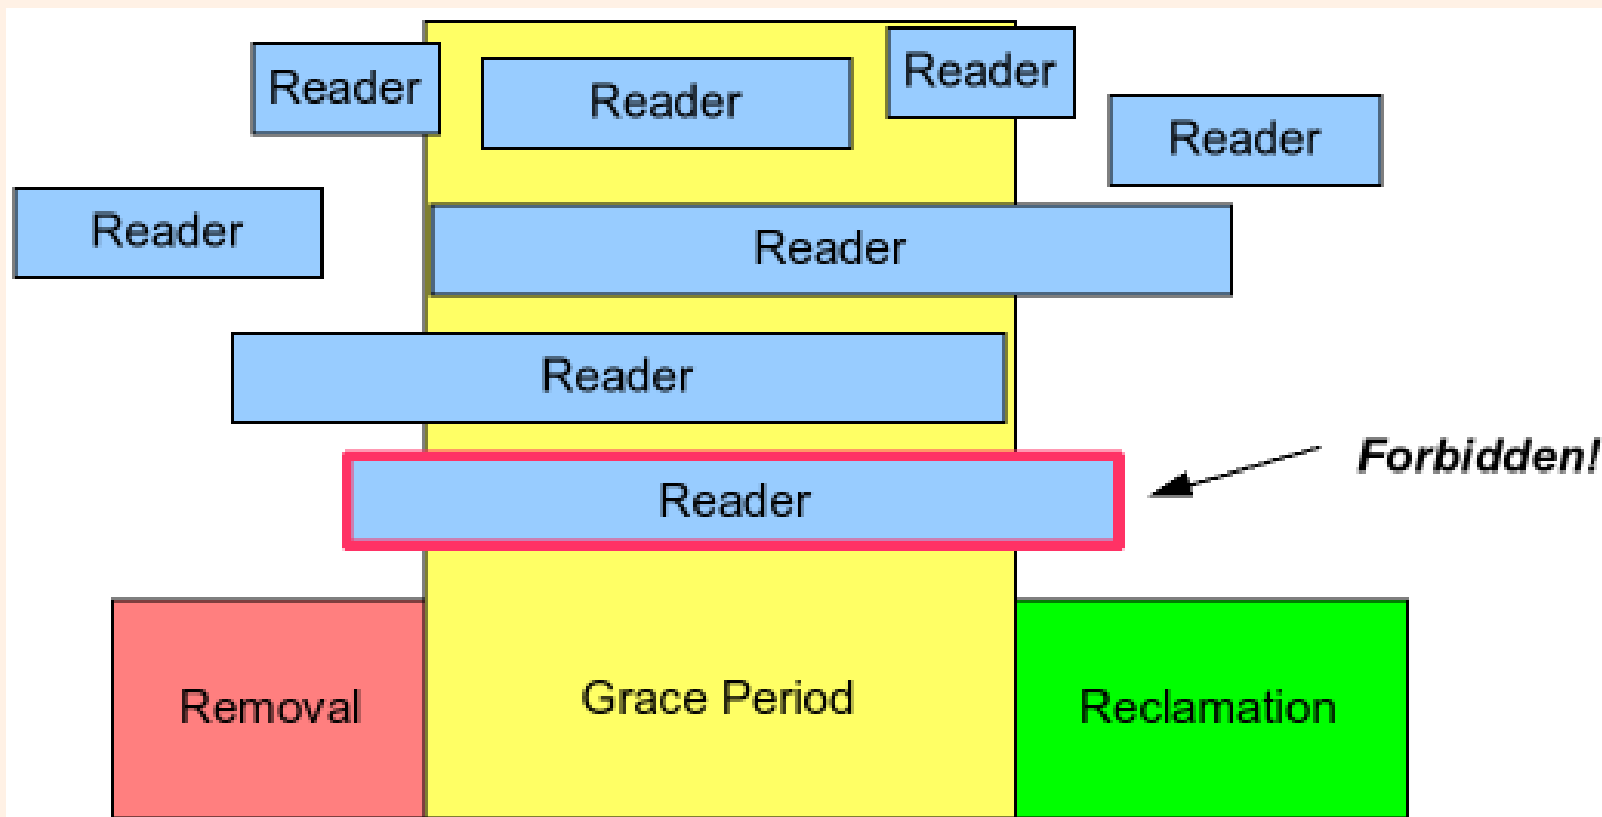 Reader
Reader
Reader
Reader
Reader
Reader
Reader
Forbidden!
Reader
Removal
Grace Period
Reclamation